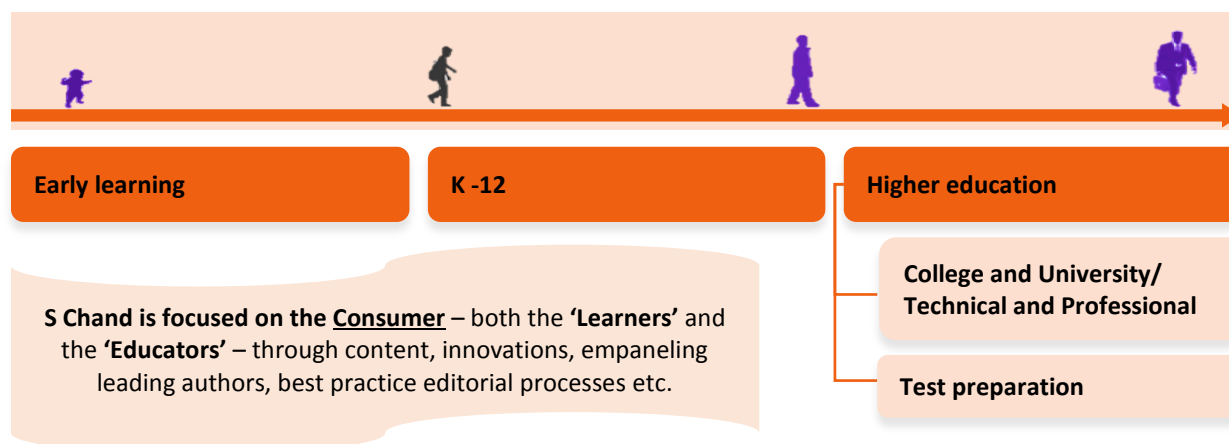 Early learning
K -12
Higher education
College and University/
Technical and Professional
Test preparation
S Chand is focused on the Consumer – both the ‘Learners’ and
the ‘Educators’ – through content, innovations, empaneling
leading authors, best practice editorial processes etc.